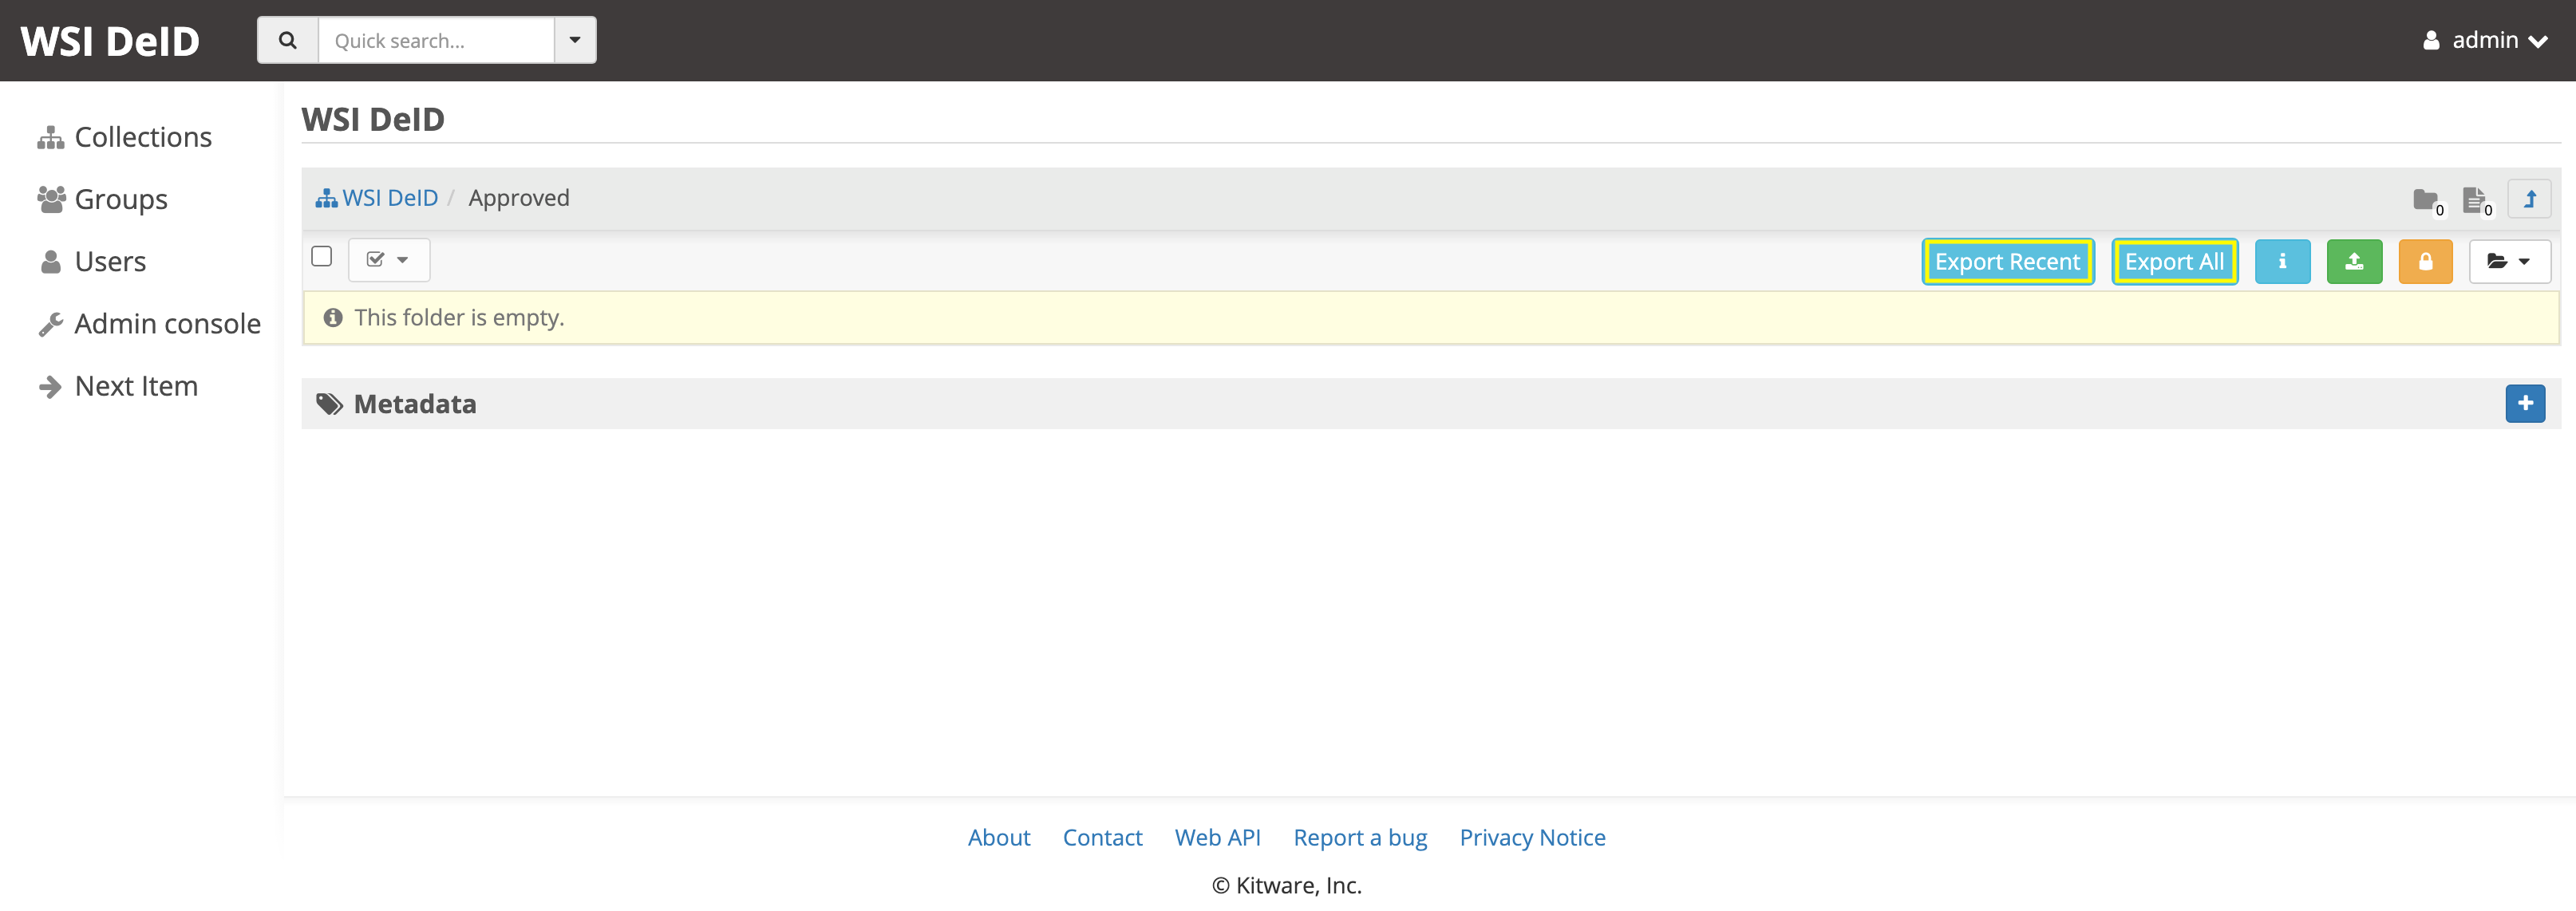 WSI DeID
Quick search...
admin
Collections
Groups
Users
Admin console
Next Item
WSI DeID
WSI DeID / Approved
0
0
Export Recent
Export All
This folder is empty.
Metadata
About
Contact
Web API
Report a bug
Privacy Notice
© Kitware, Inc.